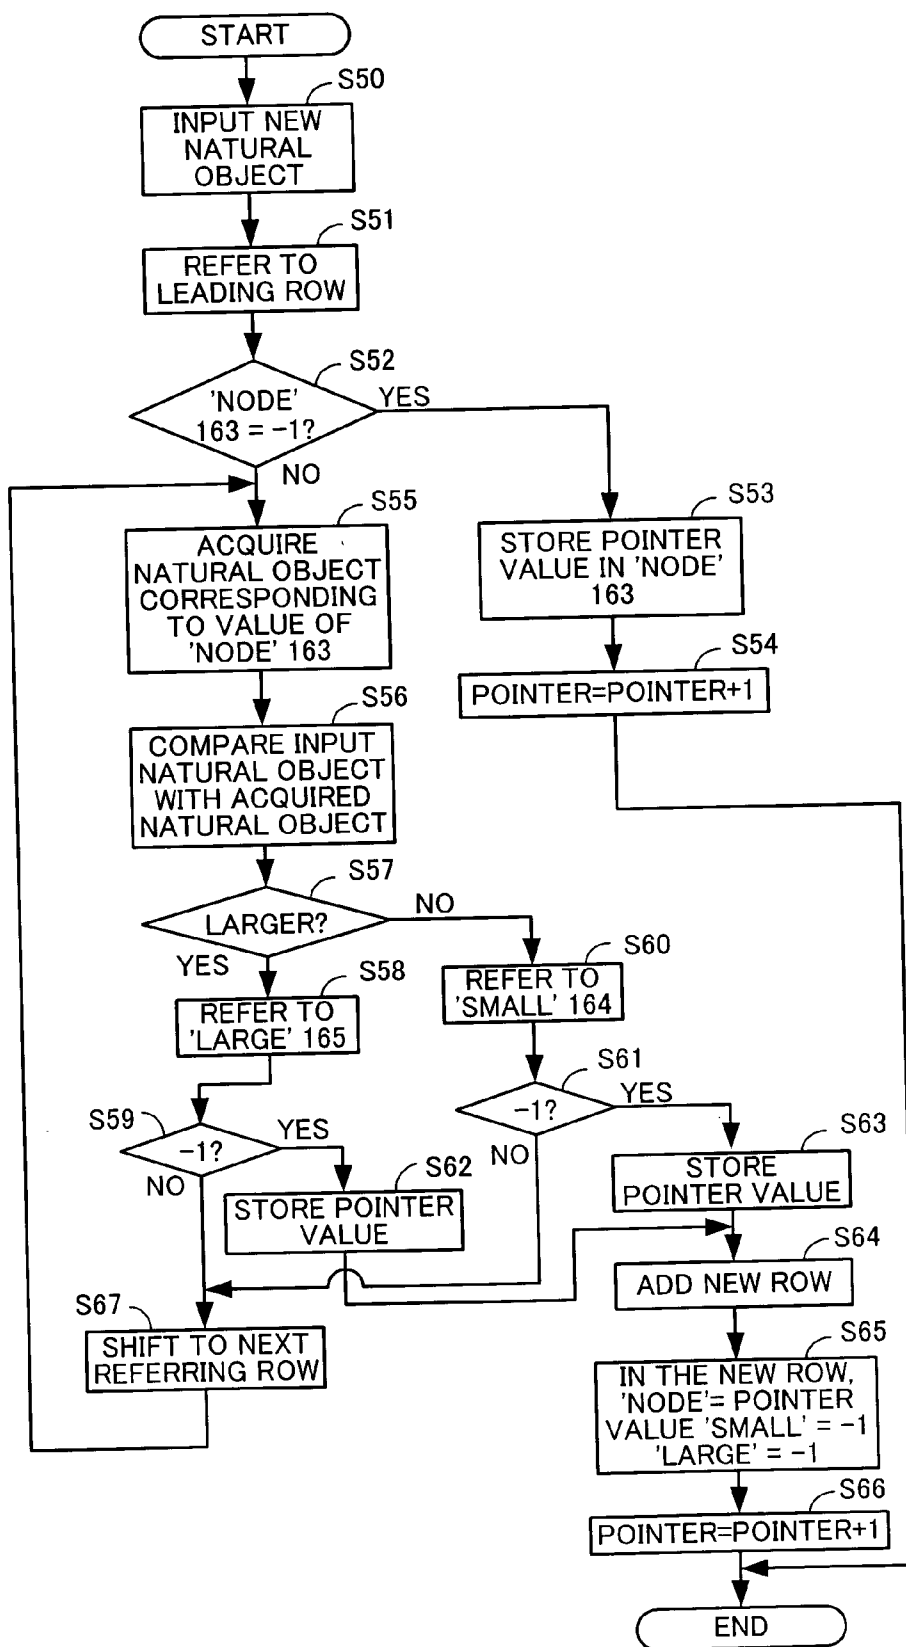 START
S50
INPUT NEW
NATURAL
OBJECT
S51
REFER TO
LEADING ROW
S52
'NODE'
163 = -1?
YES
NO
S53
STORE POINTER
VALUE IN 'NODE'
163
S54
POINTER=POINTER+1
S55
ACQUIRE
NATURAL OBJECT
CORRESPONDING
TO VALUE OF
'NODE' 163
S56
COMPARE INPUT
NATURAL OBJECT
WITH ACQUIRED
NATURAL OBJECT
S57
LARGER?
NO
YES
S58
REFER TO
'LARGE' 165
S60
REFER TO
'SMALL' 164
S59
-1?
YES
NO
S61
-1?
YES
NO
S62
STORE POINTER
VALUE
S63
STORE
POINTER VALUE
S64
ADD NEW ROW
S67
SHIFT TO NEXT
REFERRING ROW
S65
IN THE NEW ROW,
'NODE'= POINTER
VALUE 'SMALL' = -1
'LARGE' = -1
S66
POINTER=POINTER+1
END